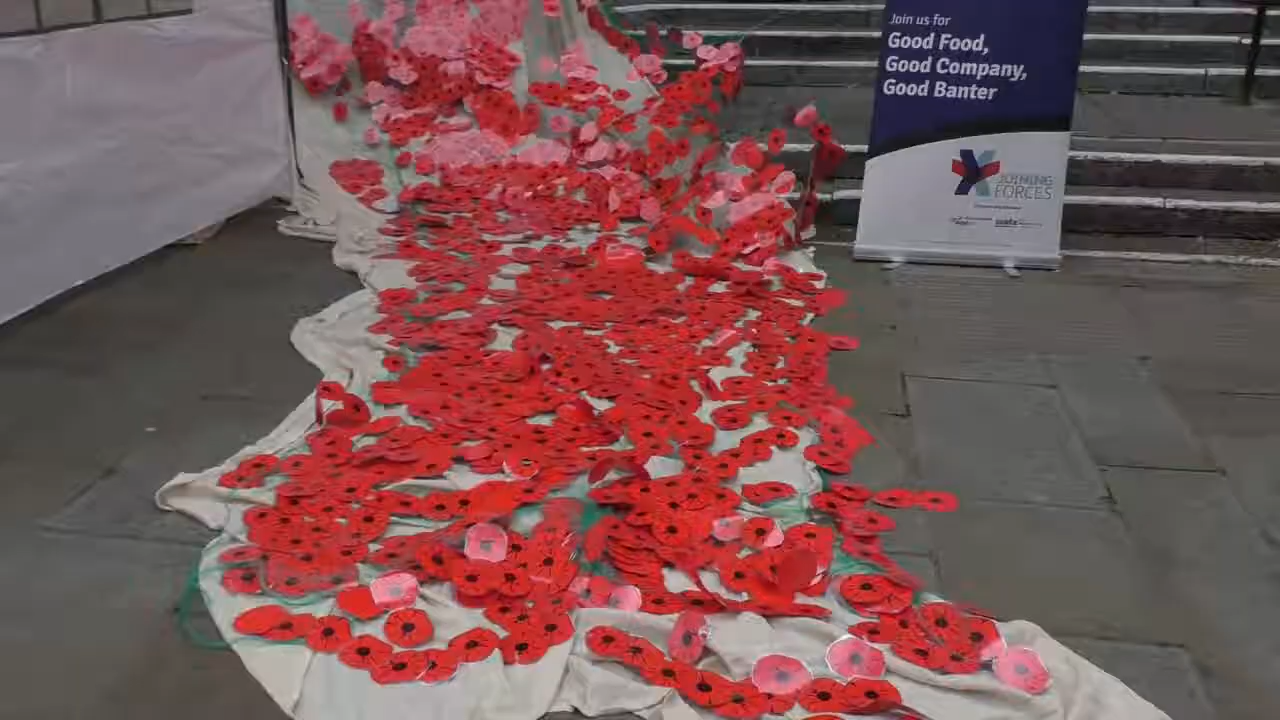 Join us for
Good Food,
Good Company,
Good Banter
JOINING
FORCES